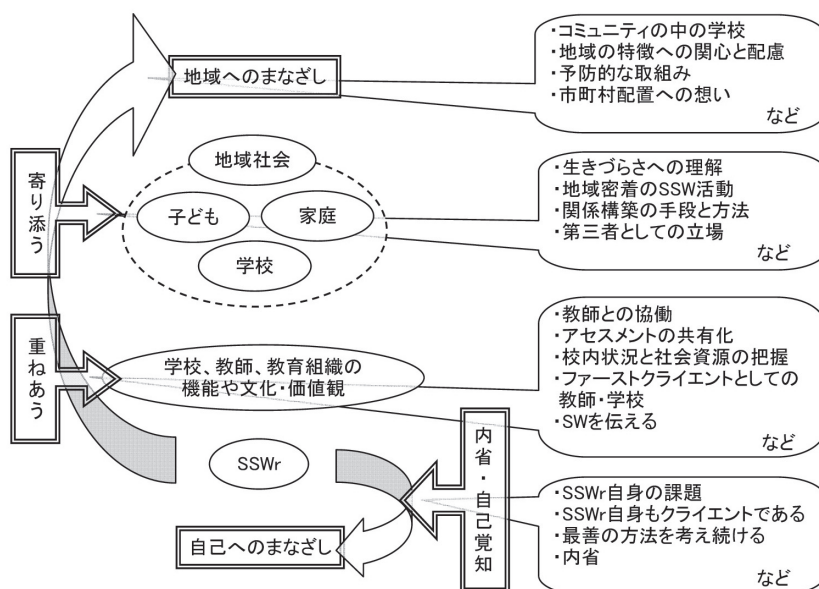 ・コミュニティの中の学校
・地域の特徴への関心と配慮
・予防的な取組み
・市町村配置への想い
など
地域へのまなざし
寄り添う
地域社会
子ども
家庭
学校
・生きづらさへの理解
・地域密着のSSW活動
・関係構築の手段と方法
・第三者としての立場
など
重ねあう
学校、教師、教育組織の
機能や文化・価値観
・教師との協働
・アセスメントの共有化
・校内状況と社会資源の把握
・ファーストクライエントとしての
教師・学校
・SWを伝える
など
SSWr
内省・自己覚知
自己へのまなざし
・SSWr自身の課題
・SSWr自身もクライエントである
・最善の方法を考え続ける
・内省
など